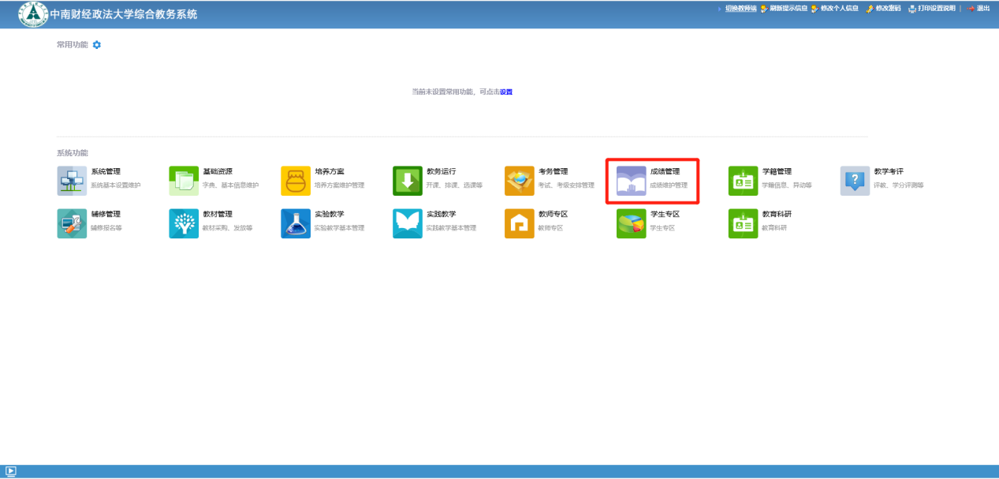 中南财经政法大学综合教务系统
切换教师端 刷新提示信息 修改个人信息 修改密码 打印设置说明 | 退出
常用功能
当前未设置常用功能，可点击设置
系统功能
系统管理 基础资源 培养方案 教务运行 考务管理 成绩管理 学籍管理 教学考评
系统基本设置维护 字典、基本信息维护 培养方案维护管理 开课、排课、选课等 考试、考级安排管理 成绩维护管理 学籍信息、异动等 评教、学分评测等
辅修管理 教材管理 实验教学 实践教学 教师专区 学生专区 教育科研
辅修报名等 教材采购、发放等 实验教学基本管理 实践教学基本管理 教师专区 学生专区 教育科研